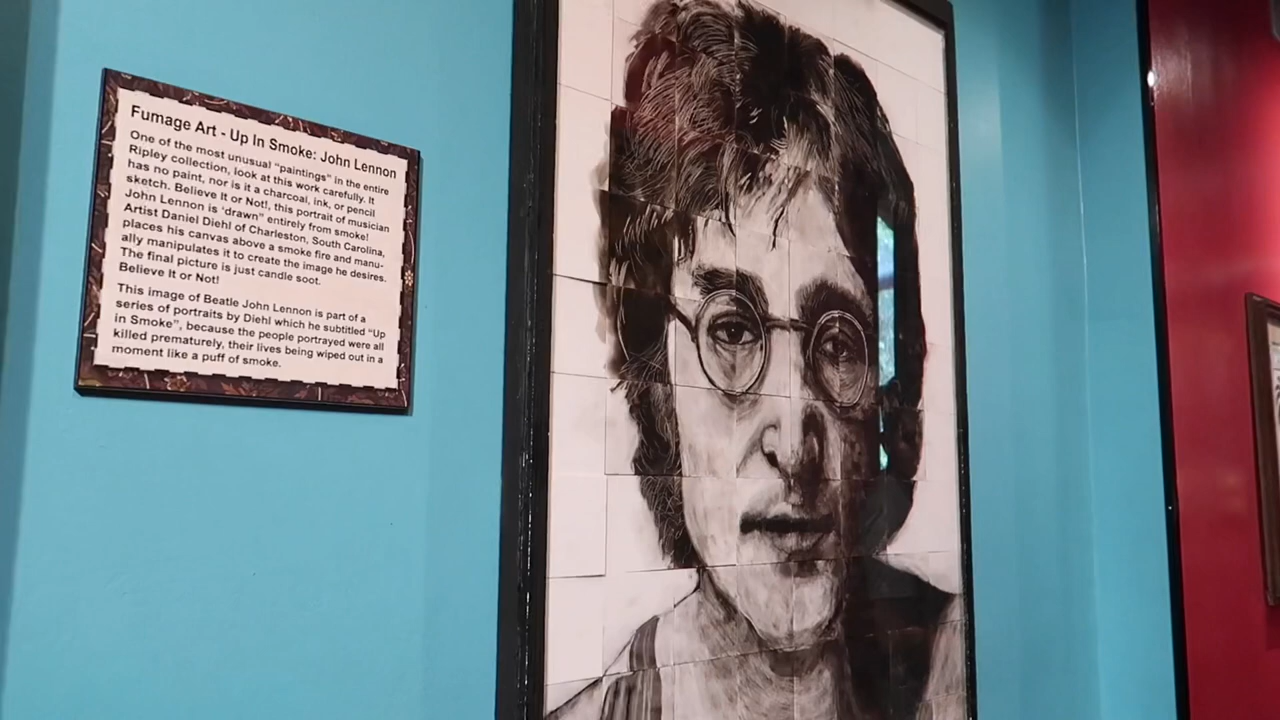 Fumage Art - Up In Smoke: John Lennon
One of the most unusual "paintings" in the entire
Ripley collection, look at this work carefully. It
has no paint, nor is it a charcoal, ink, or pencil
sketch. Believe It or Not!, this portrait of musician
John Lennon is "drawn" entirely from smoke!
Artist Daniel Diehl of Charleston, South Carolina,
places his canvas above a smoke fire and manu-
ally manipulates it to create the image he desires.
The final picture is just candle soot.
Believe It or Not!
This image of Beatle John Lennon is part of a
series of portraits by Diehl which he subtitled "Up
in Smoke", because the people portrayed were all
killed prematurely, their lives being wiped out in a
moment like a puff of smoke.